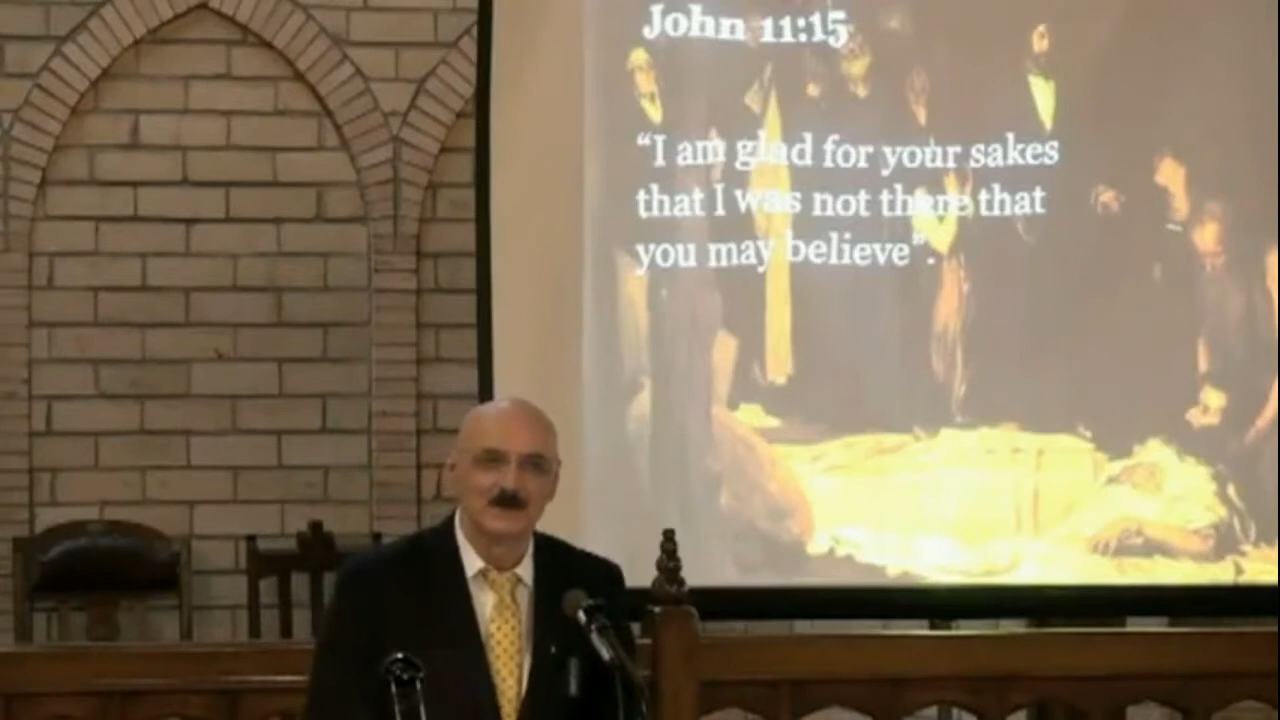 John 11:15
“I am glad for your sakes
that I was not there that
you may believe”.